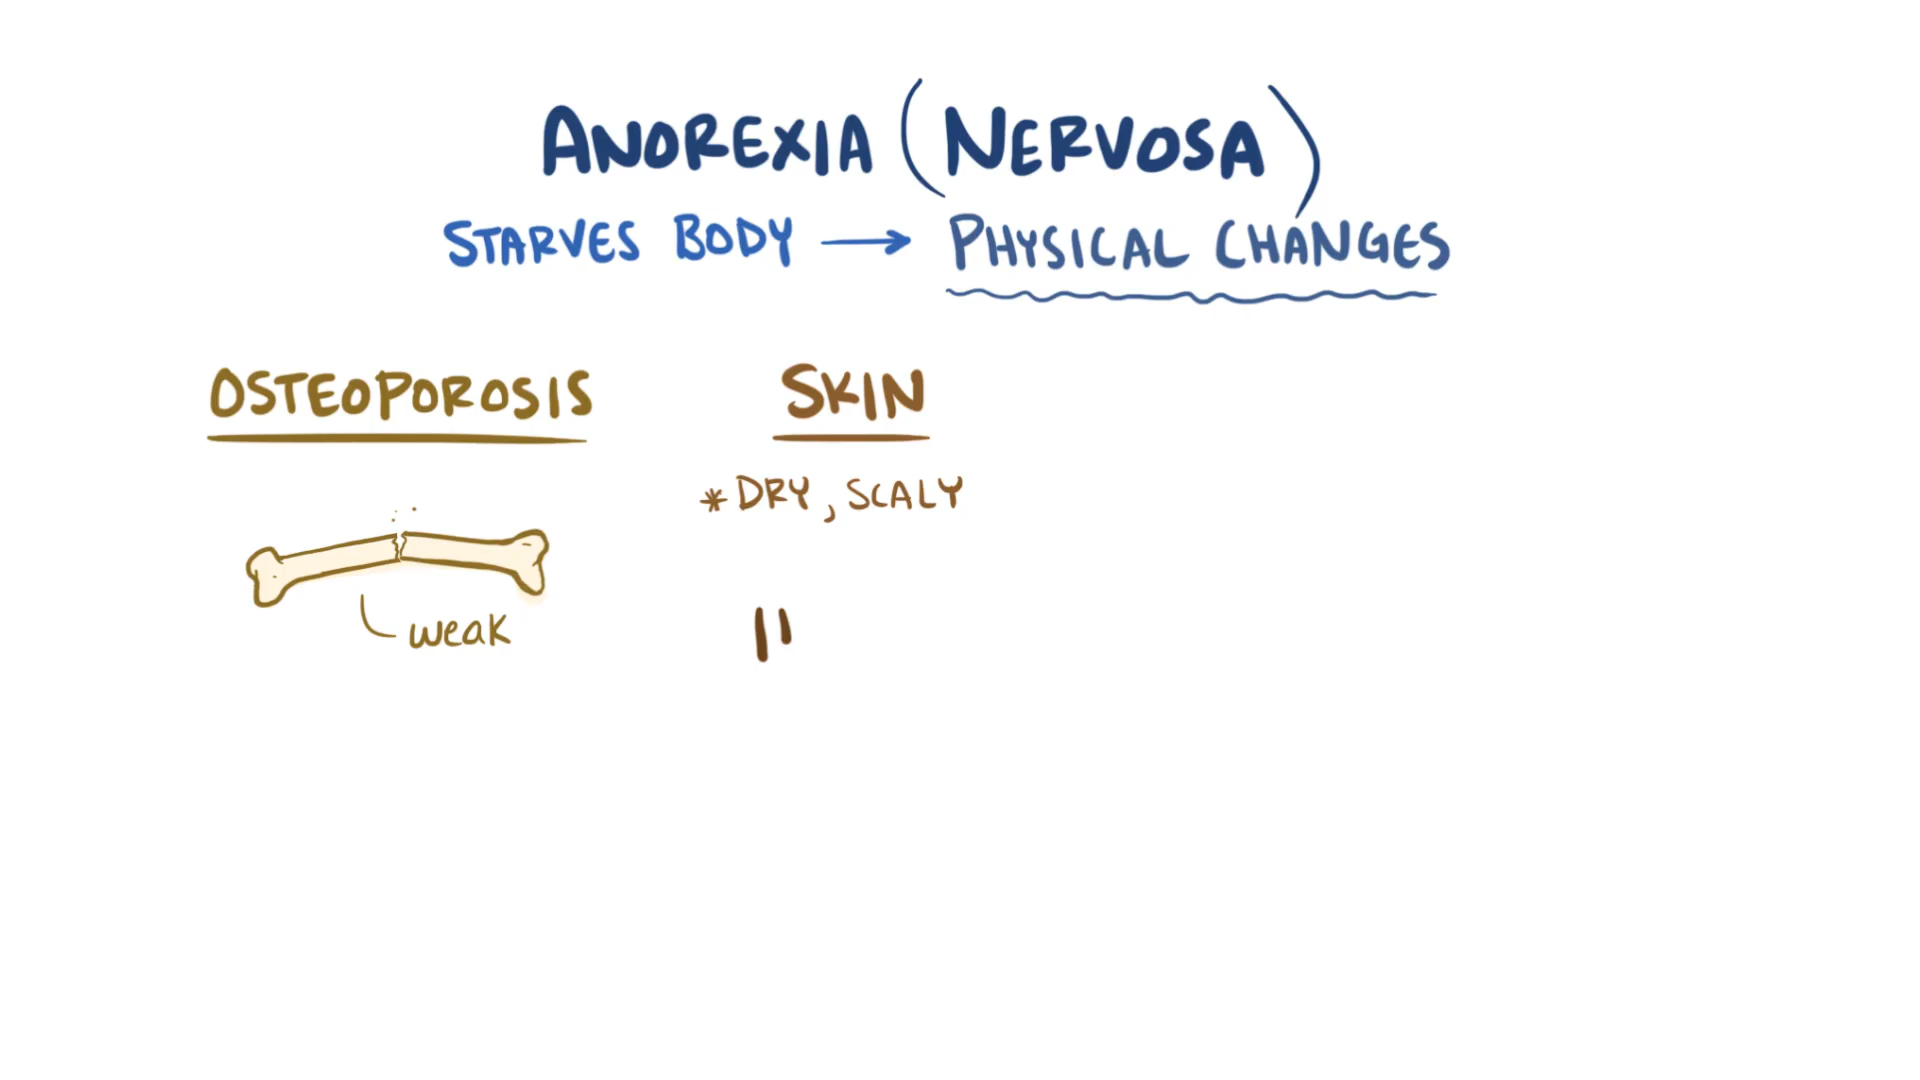 ANOREXIA (NERVOSA)
STARVES BODY → PHYSICAL CHANGES
OSTEOPOROSIS
SKIN
* DRY, SCALY
weak